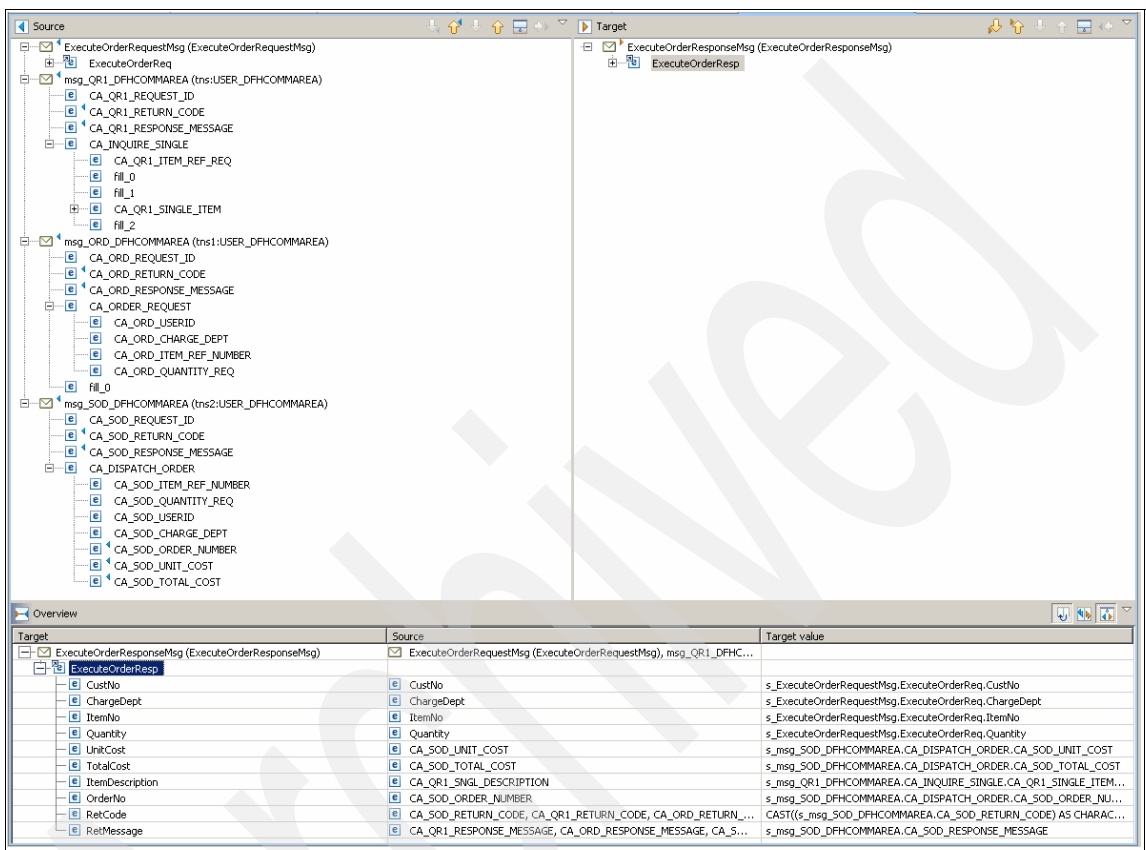 Source
ExecuteOrderRequestMsg (ExecuteOrderRequestMsg)
ExecuteOrderReq
msg_QR1_DFHCOMMAREA (tns:USER_DFHCOMMAREA)
CA_QR1_REQUEST_ID
CA_QR1_RETURN_CODE
CA_QR1_RESPONSE_MESSAGE
CA_INQUIRE_SINGLE
CA_QR1_ITEM_REF_REQ
fill_0
fill_1
CA_QR1_SINGLE_ITEM
fill_2
msg_ORD_DFHCOMMAREA (tns1:USER_DFHCOMMAREA)
CA_ORD_REQUEST_ID
CA_ORD_RETURN_CODE
CA_ORD_RESPONSE_MESSAGE
CA_ORDER_REQUEST
CA_ORD_USERID
CA_ORD_CHARGE_DEPT
CA_ORD_ITEM_REF_NUMBER
CA_ORD_QUANTITY_REQ
fill_0
msg_SOD_DFHCOMMAREA (tns2:USER_DFHCOMMAREA)
CA_SOD_REQUEST_ID
CA_SOD_RETURN_CODE
CA_SOD_RESPONSE_MESSAGE
CA_DISPATCH_ORDER
CA_SOD_ITEM_REF_NUMBER
CA_SOD_QUANTITY_REQ
CA_SOD_USERID
CA_SOD_CHARGE_DEPT
CA_SOD_ORDER_NUMBER
CA_SOD_UNIT_COST
CA_SOD_TOTAL_COST
Target
ExecuteOrderResponseMsg (ExecuteOrderResponseMsg)
ExecuteOrderResp
Overview
Target Source Target value
ExecuteOrderResponseMsg (ExecuteOrderResponseMsg) ExecuteOrderRequestMsg (ExecuteOrderRequestMsg), msg_QR1_DFHC...
ExecuteOrderResp
CustNo CustNo s_ExecuteOrderRequestMsg.ExecuteOrderReq.CustNo
ChargeDept ChargeDept s_ExecuteOrderRequestMsg.ExecuteOrderReq.ChargeDept
ItemNo ItemNo s_ExecuteOrderRequestMsg.ExecuteOrderReq.ItemNo
Quantity Quantity s_ExecuteOrderRequestMsg.ExecuteOrderReq.Quantity
UnitCost CA_SOD_UNIT_COST s_msg_SOD_DFHCOMMAREA.CA_DISPATCH_ORDER.CA_SOD_UNIT_COST
TotalCost CA_SOD_TOTAL_COST s_msg_SOD_DFHCOMMAREA.CA_DISPATCH_ORDER.CA_SOD_TOTAL_COST
ItemDescription CA_QR1_SNGL_DESCRIPTION s_msg_QR1_DFHCOMMAREA.CA_INQUIRE_SINGLE.CA_QR1_SINGLE_ITEM...
OrderNo CA_SOD_ORDER_NUMBER s_msg_SOD_DFHCOMMAREA.CA_DISPATCH_ORDER.CA_SOD_ORDER_NU...
RetCode CA_SOD_RETURN_CODE, CA_QR1_RETURN_CODE, CA_ORD_RETURN_... CAST((s_msg_SOD_DFHCOMMAREA.CA_SOD_RETURN_CODE) AS CHARAC...
RetMessage CA_QR1_RESPONSE_MESSAGE, CA_ORD_RESPONSE_MESSAGE, CA_S... s_msg_SOD_DFHCOMMAREA.CA_SOD_RESPONSE_MESSAGE
rchived